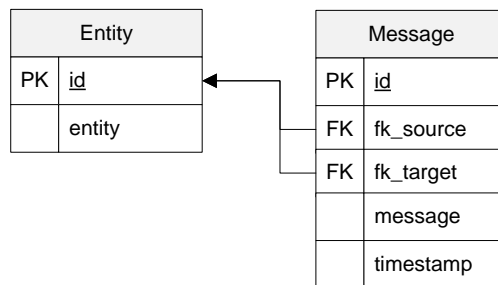 Entity
PK id
entity
Message
PK id
FK fk_source
FK fk_target
message
timestamp